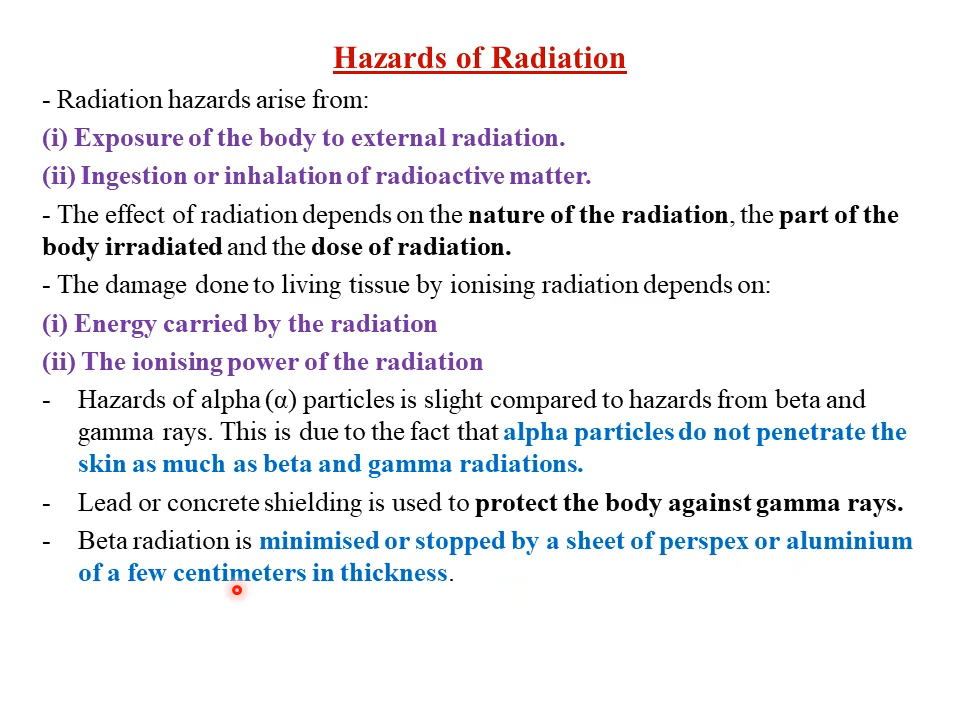 Hazards of Radiation
- Radiation hazards arise from:
(i) Exposure of the body to external radiation.
(ii) Ingestion or inhalation of radioactive matter.
- The effect of radiation depends on the nature of the radiation, the part of the
body irradiated and the dose of radiation.
- The damage done to living tissue by ionising radiation depends on:
(i) Energy carried by the radiation
(ii) The ionising power of the radiation
- Hazards of alpha (α) particles is slight compared to hazards from beta and
gamma rays. This is due to the fact that alpha particles do not penetrate the
skin as much as beta and gamma radiations.
- Lead or concrete shielding is used to protect the body against gamma rays.
- Beta radiation is minimised or stopped by a sheet of perspex or aluminium
of a few centimeters in thickness.